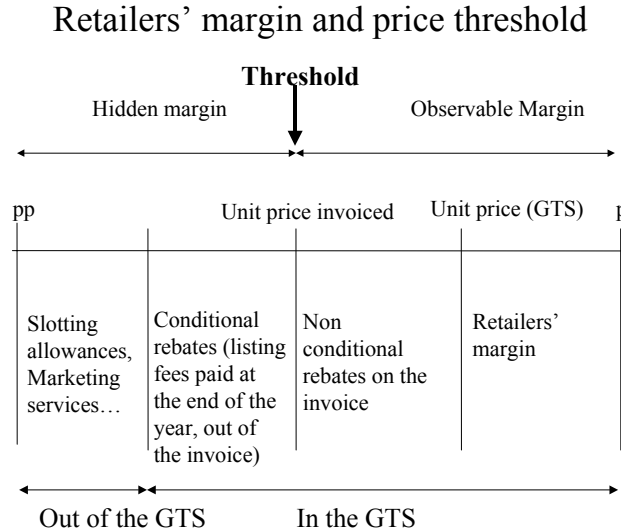 Retailers' margin and price threshold
Threshold
Hidden margin
Observable Margin
pp
Unit price invoiced
Unit price (GTS)
p
Slotting
allowances,
Marketing
services…
Conditional
rebates (listing
fees paid at
the end of the
year, out of
the invoice)
Non
conditional
rebates on the
invoice
Retailers'
margin
Out of the GTS
In the GTS